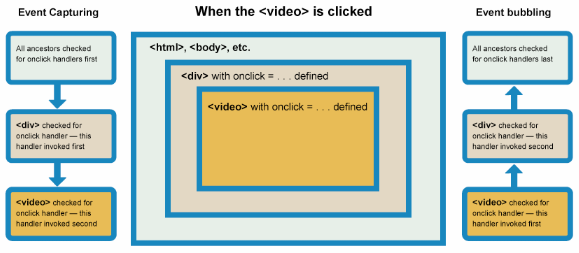 Event Capturing
All ancestors checked
for onclick handlers first
<div> checked for
onclick handler — this
handler invoked first
<video> checked for
onclick handler — this
handler invoked second
When the <video> is clicked
<html>, <body>, etc.
<div> with onclick = . . . defined
<video> with onclick = . . . defined
Event bubbling
All ancestors checked
for onclick handlers last
<div> checked for
onclick handler — this
handler invoked second
<video> checked for
onclick handler — this
handler invoked first